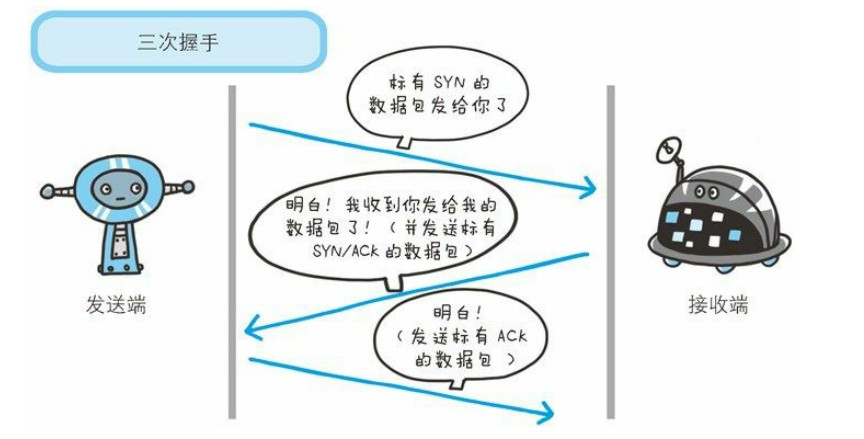 三次握手
标有 SYN 的
数据包发给你了
明白！我收到你发给我的
数据包了！（并发送标有
SYN/ACK 的数据包）
发送端
接收端
明白！
（发送标有 ACK
的数据包）